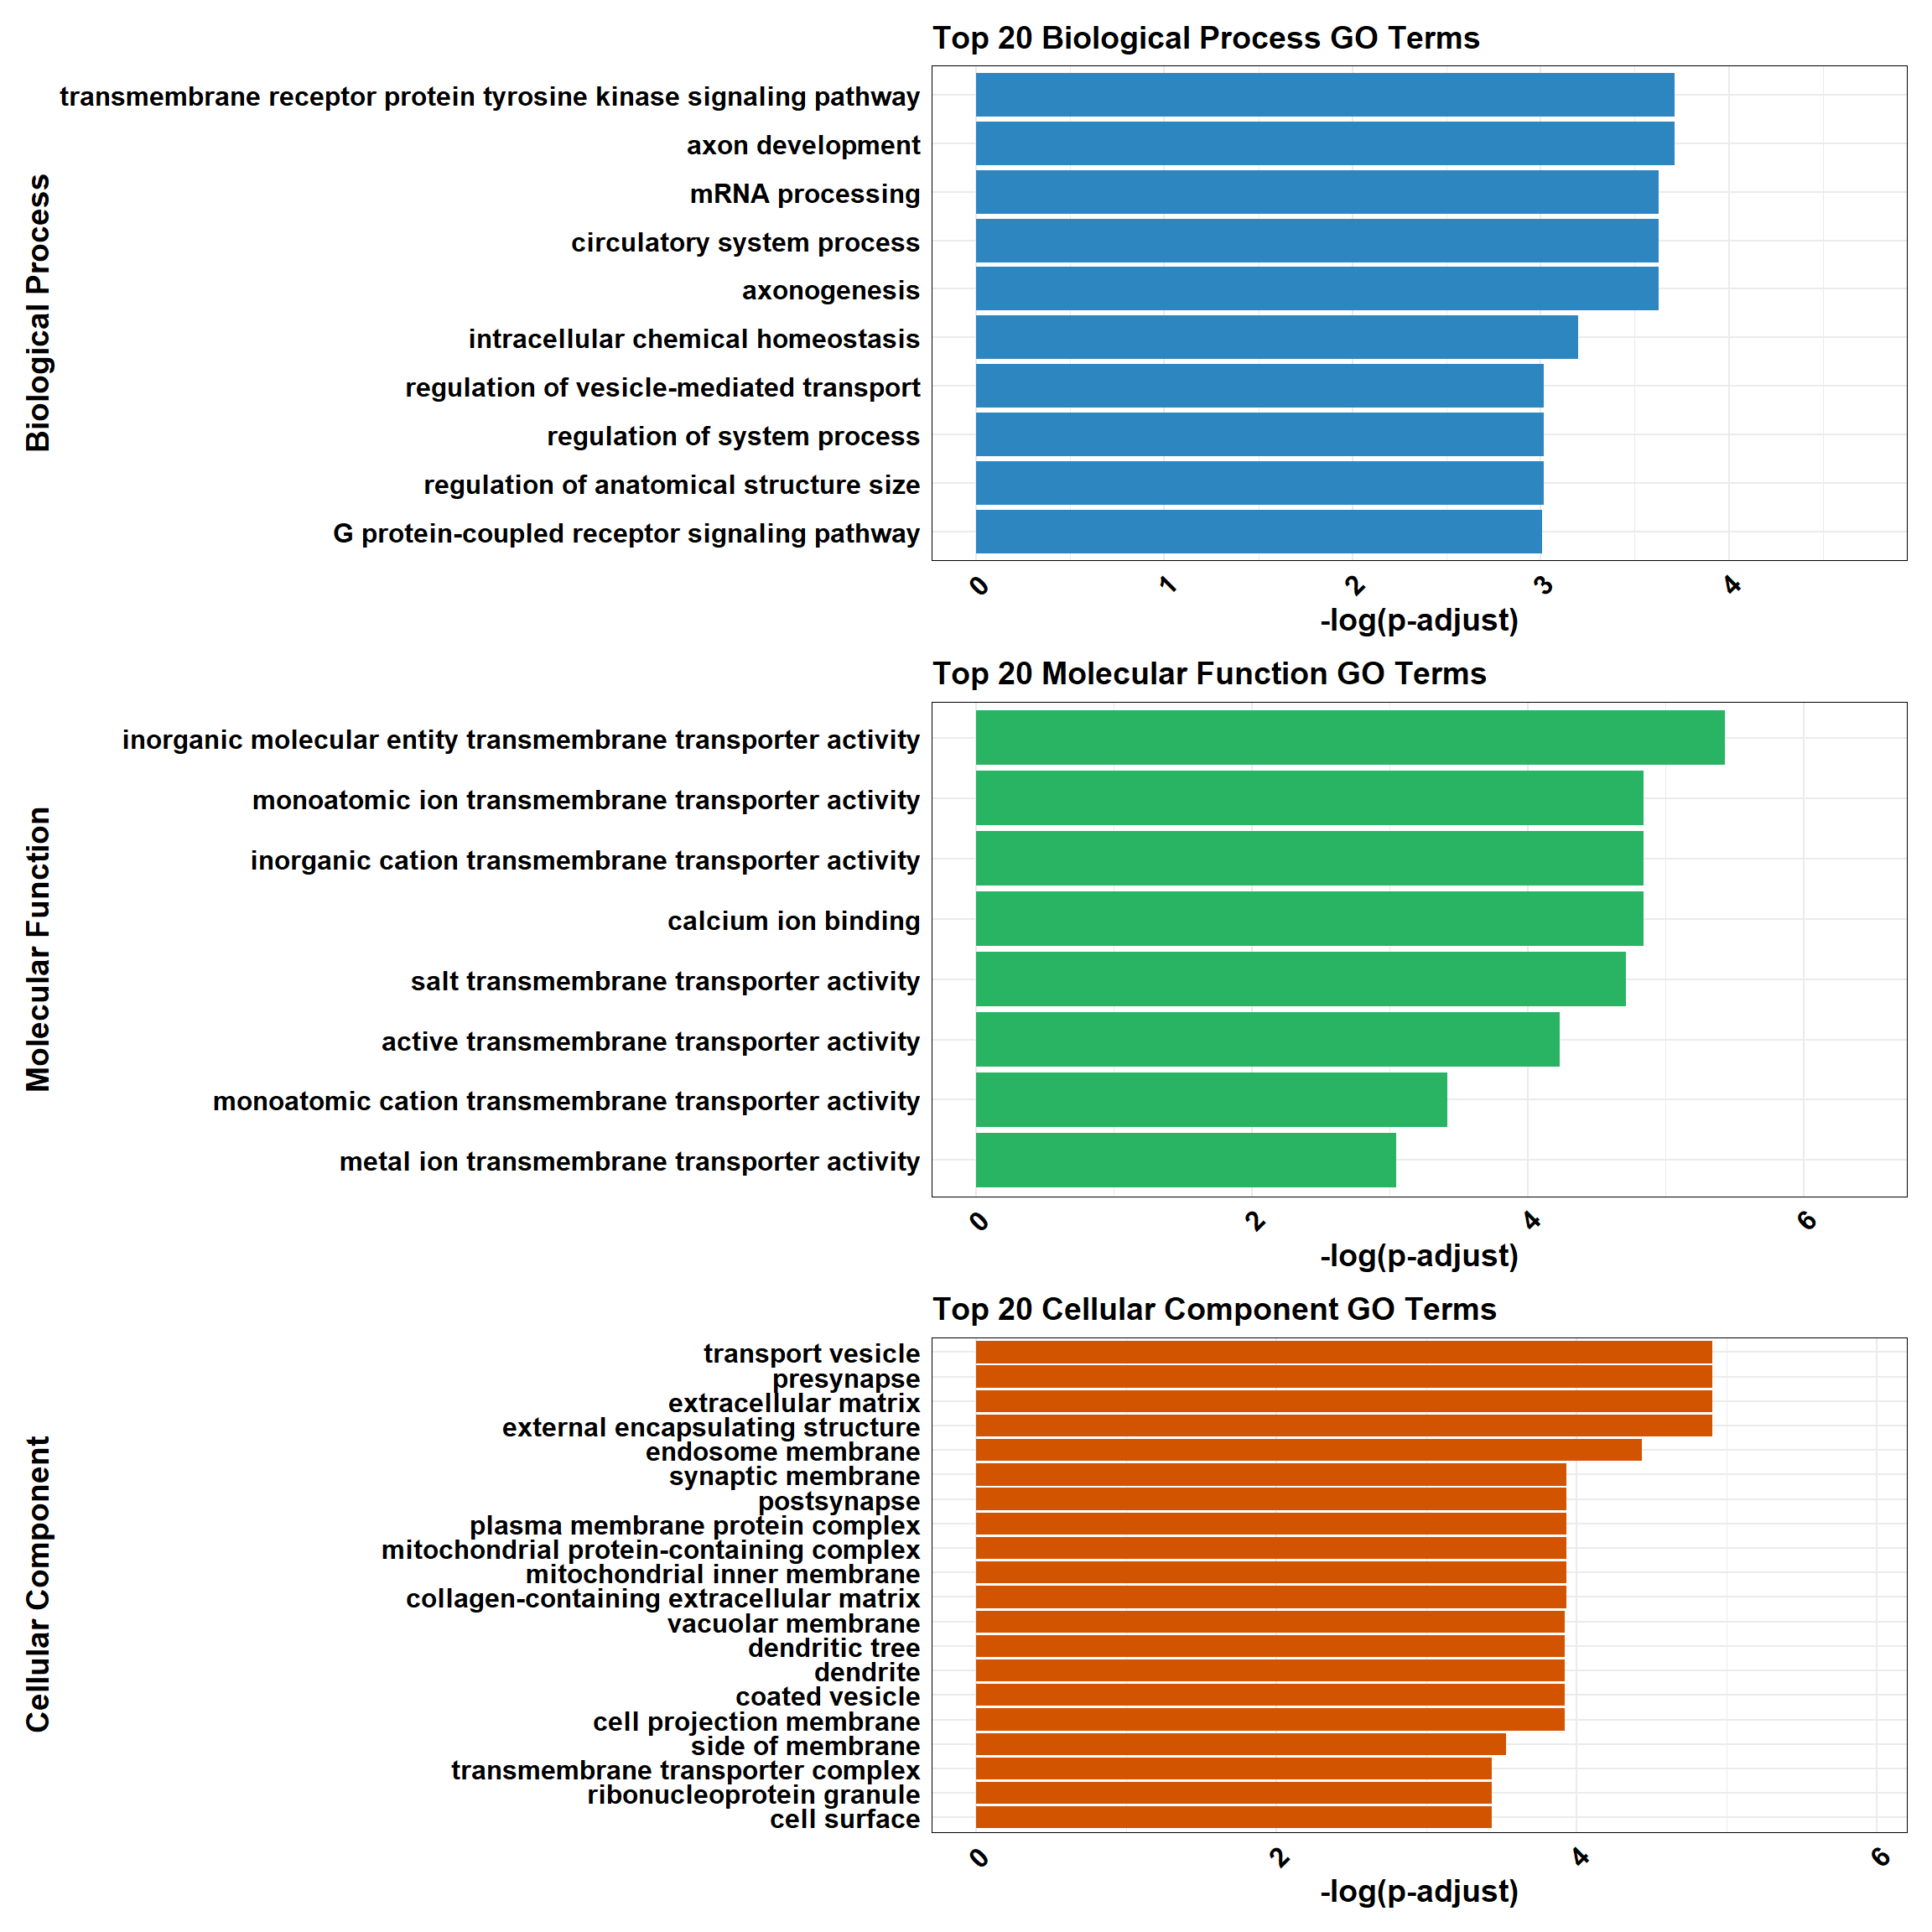 Top 20 Biological Process GO Terms
Biological Process
transmembrane receptor protein tyrosine kinase signaling pathway
axon development
mRNA processing
circulatory system process
axonogenesis
intracellular chemical homeostasis
regulation of vesicle-mediated transport
regulation of system process
regulation of anatomical structure size
G protein-coupled receptor signaling pathway
0 1 2 3 4
-log(p-adjust)
Top 20 Molecular Function GO Terms
Molecular Function
inorganic molecular entity transmembrane transporter activity
monoatomic ion transmembrane transporter activity
inorganic cation transmembrane transporter activity
calcium ion binding
salt transmembrane transporter activity
active transmembrane transporter activity
monoatomic cation transmembrane transporter activity
metal ion transmembrane transporter activity
0 2 4 6
-log(p-adjust)
Top 20 Cellular Component GO Terms
Cellular Component
transport vesicle
presynapse
extracellular matrix
external encapsulating structure
endosome membrane
synaptic membrane
postsynapse
plasma membrane protein complex
mitochondrial protein-containing complex
mitochondrial inner membrane
collagen-containing extracellular matrix
vacuolar membrane
dendritic tree
dendrite
coated vesicle
cell projection membrane
side of membrane
transmembrane transporter complex
ribonucleoprotein granule
cell surface
0 2 4 6
-log(p-adjust)